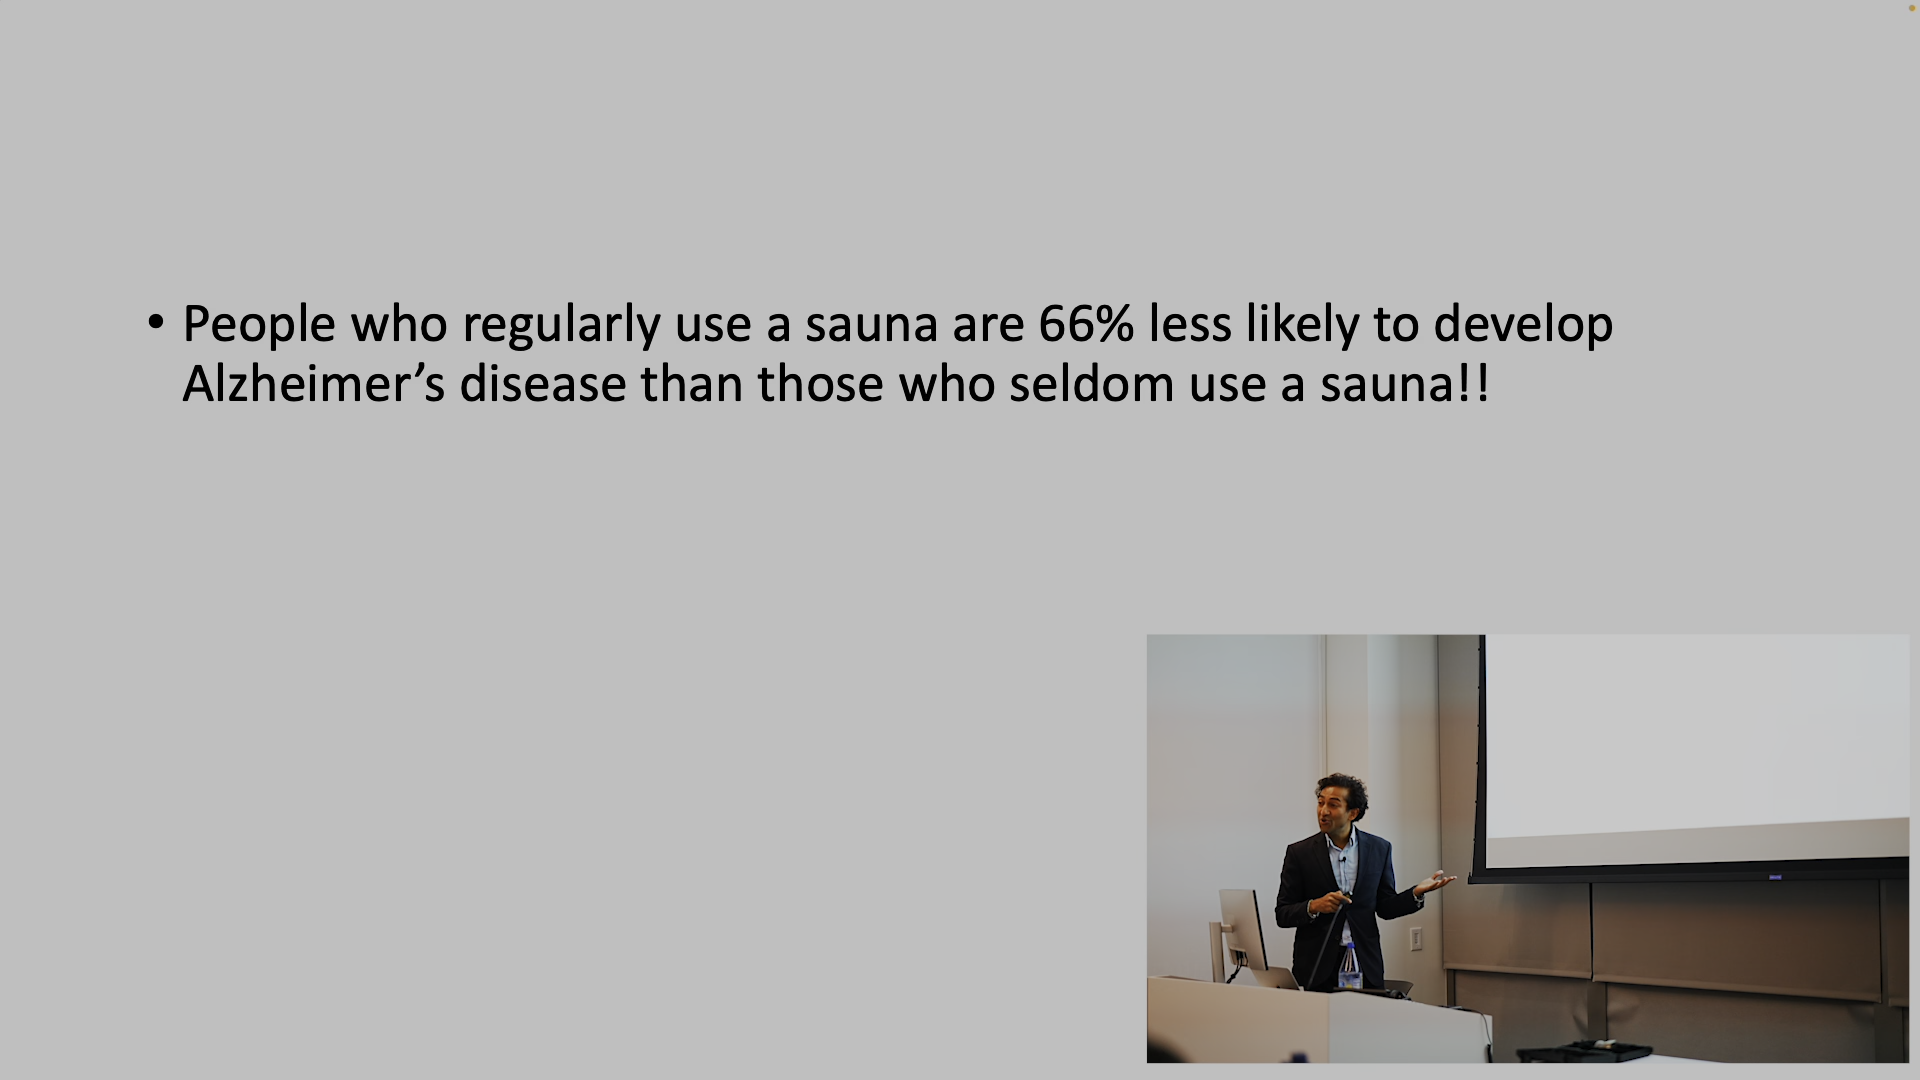 • People who regularly use a sauna are 66% less likely to develop
Alzheimer’s disease than those who seldom use a sauna!!